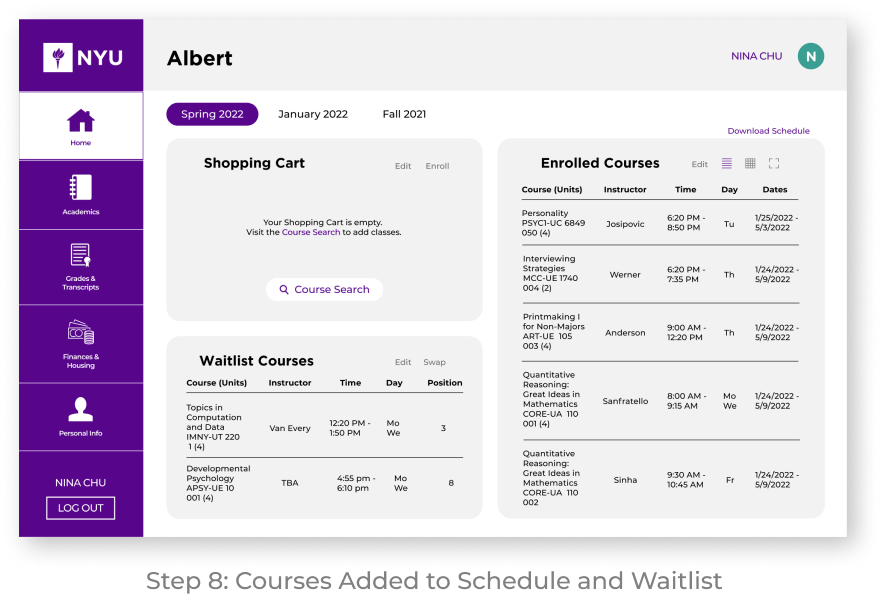 NYU
Albert
NINA CHU
N
Home
Academics
Grades &
Transcripts
Finances &
Housing
Personal Info
NINA CHU
LOG OUT
Spring 2022
January 2022
Fall 2021
Download Schedule
Shopping Cart
Edit
Enroll
Your Shopping Cart is empty.
Visit the Course Search to add classes.
Course Search
Waitlist Courses
Edit
Swap
Course (Units) Instructor Time Day Position
Topics in
Computation
and Data
IMNY-UT 220
1 (4)
Van Every
12:20 PM -
1:50 PM
Mo
We
3
Developmental
Psychology
APSY-UE 10
001 (4)
TBA
4:55 pm -
6:10 pm
Mo
We
8
Enrolled Courses
Edit
Course (Units) Instructor Time Day Dates
Personality
PSYC1-UC 6849
050 (4)
Josipovic
6:20 PM -
8:50 PM
Tu
1/25/2022 -
5/3/2022
Interviewing
Strategies
MCC-UE 1740
004 (2)
Werner
6:20 PM -
7:35 PM
Th
1/24/2022 -
5/9/2022
Printmaking I
for Non-Majors
ART-UE 105
003 (4)
Anderson
9:00 AM -
12:20 PM
Th
1/24/2022 -
5/9/2022
Quantitative
Reasoning:
Great Ideas in
Mathematics
CORE-UA 110
001 (4)
Sanfratello
8:00 AM -
9:15 AM
Mo
We
1/24/2022 -
5/9/2022
Quantitative
Reasoning:
Great Ideas in
Mathematics
CORE-UA 110
002
Sinha
9:30 AM -
10:45 AM
Fr
1/24/2022 -
5/9/2022
Step 8: Courses Added to Schedule and Waitlist